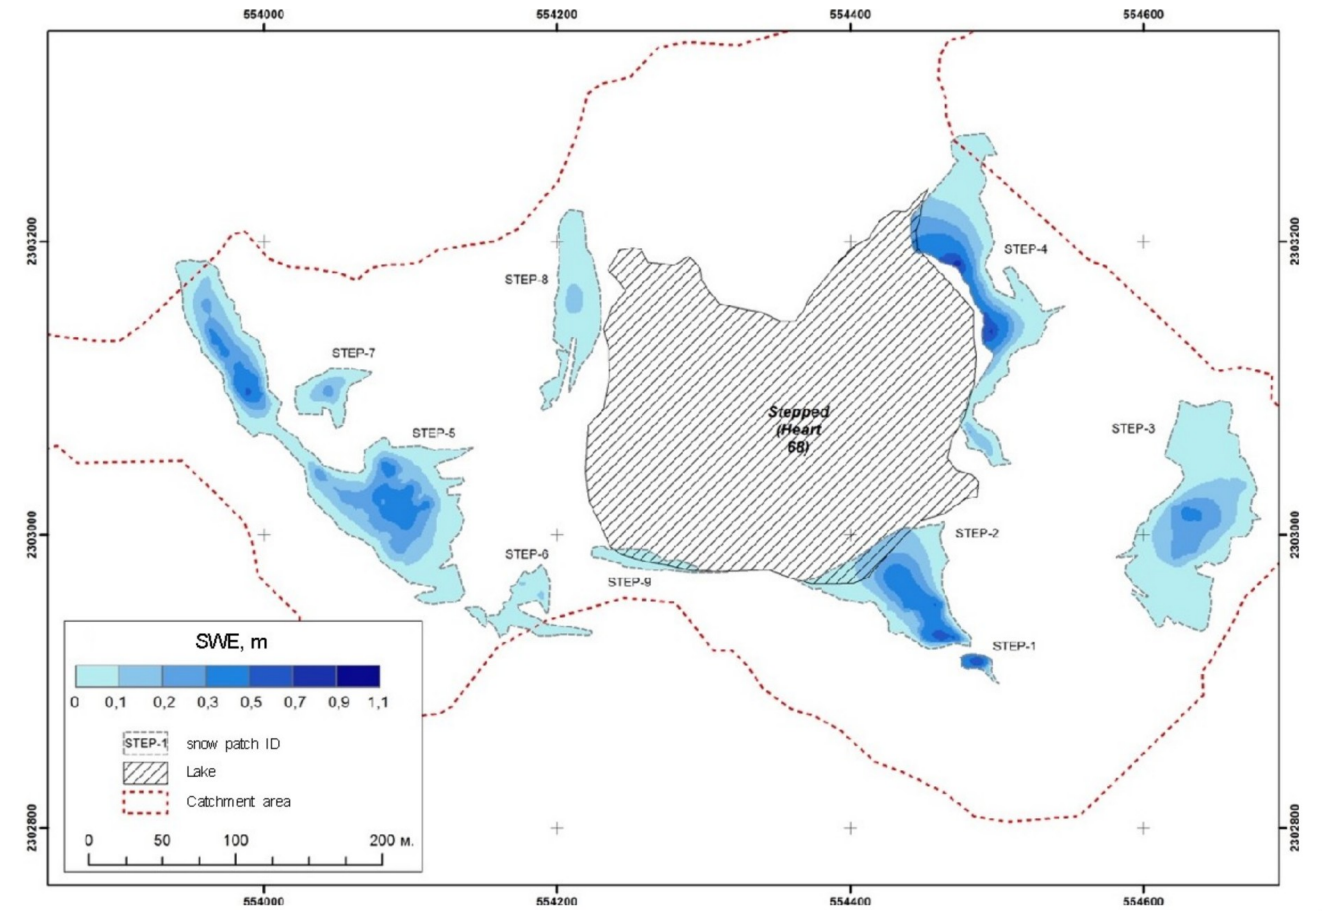 554000 554200 554400 554600
2303200 2303200
STEP-4
STEP-8
STEP-7
Stepped
(Heart
68)
STEP-3
STEP-5
2303000 2303000
STEP-2
STEP-6
STEP-9
STEP-1
SWE, m
0 0,1 0,2 0,3 0,5 0,7 0,9 1,1
STEP-1 snow patch ID
Lake
Catchment area
0 50 100 200 м.
2302800 2302800
554000 554200 554400 554600